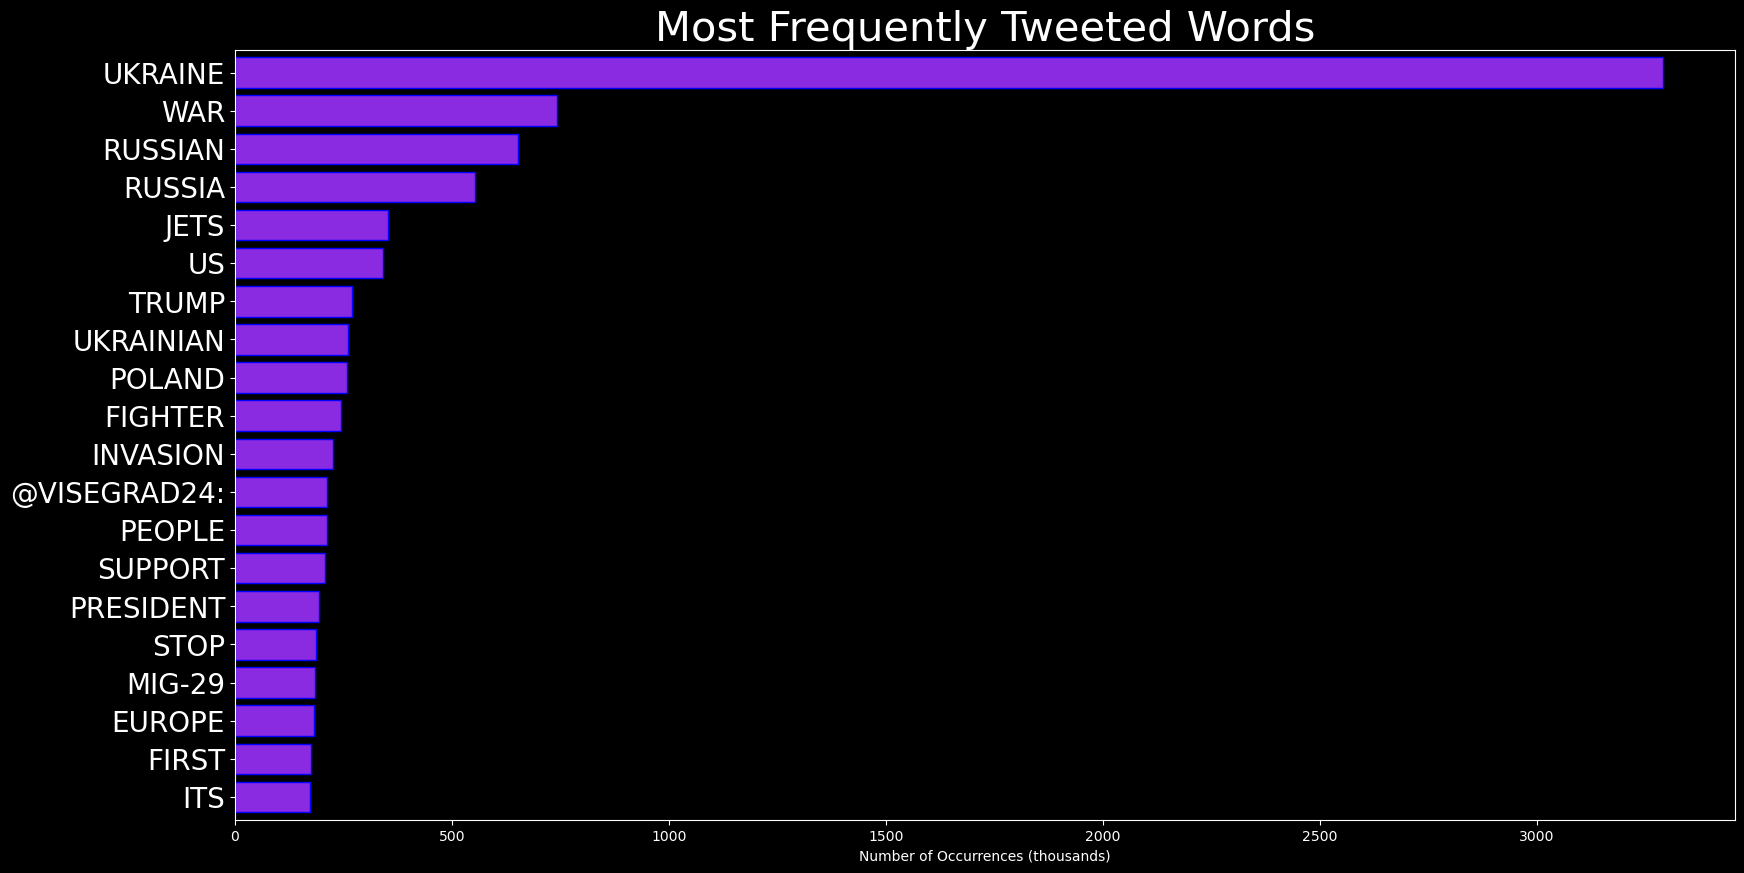 Most Frequently Tweeted Words
UKRAINE
WAR
RUSSIAN
RUSSIA
JETS
US
TRUMP
UKRAINIAN
POLAND
FIGHTER
INVASION
@VISEGRAD24:
PEOPLE
SUPPORT
PRESIDENT
STOP
MIG-29
EUROPE
FIRST
ITS
0 500 1000 1500 2000 2500 3000
Number of Occurrences (thousands)